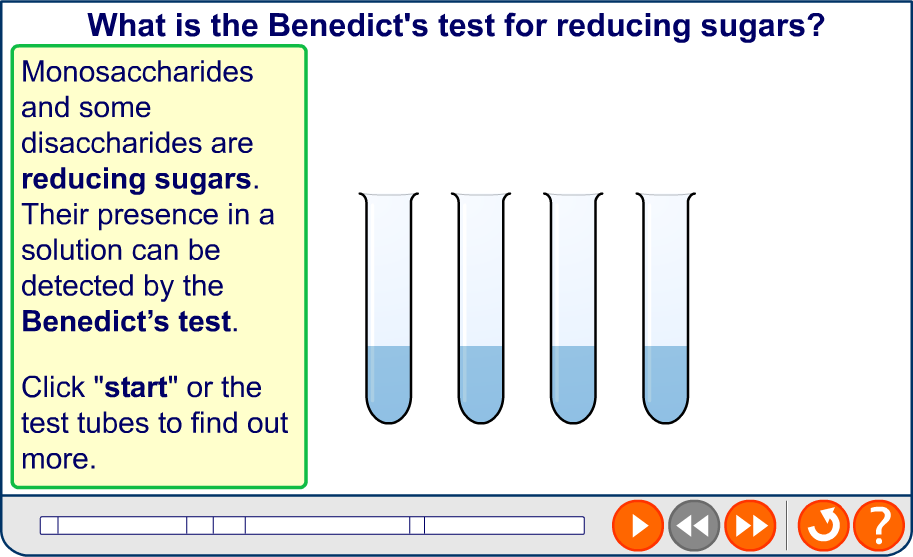 What is the Benedict's test for reducing sugars?
Monosaccharides
and some
disaccharides are
reducing sugars.
Their presence in a
solution can be
detected by the
Benedict’s test.
Click "start" or the
test tubes to find out
more.
?